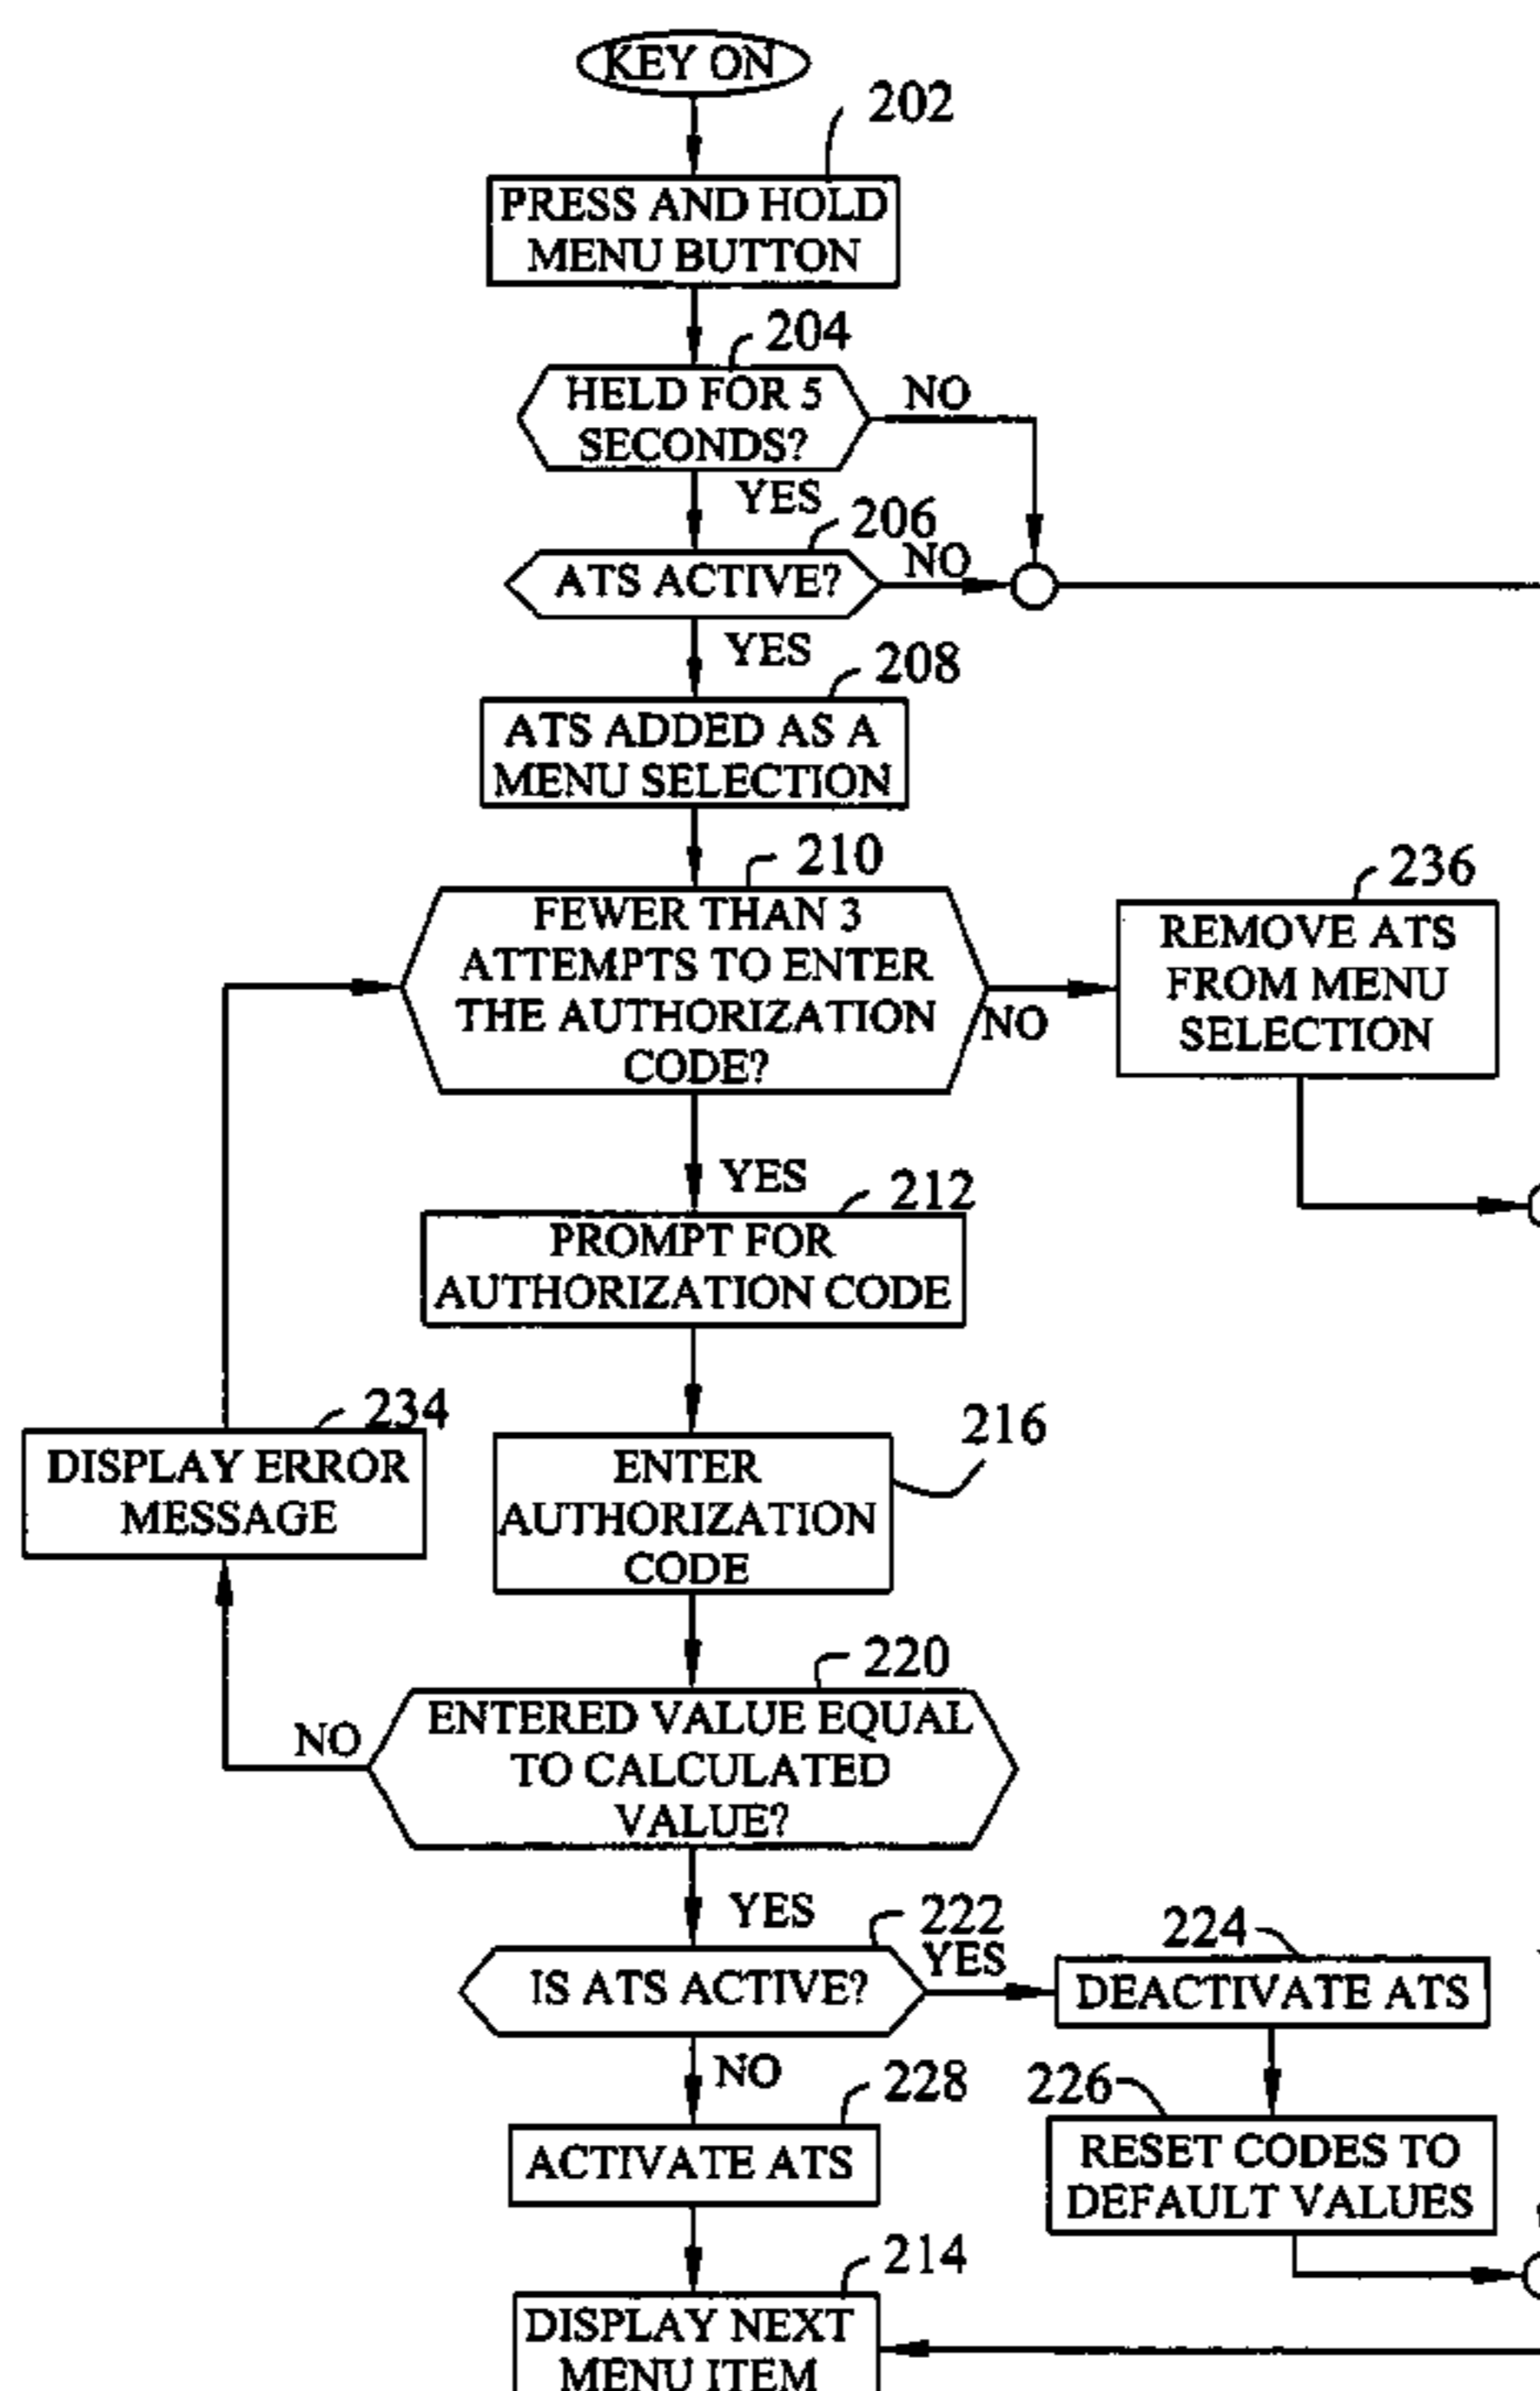 KEY ON
202
PRESS AND HOLD
MENU BUTTON
204
HELD FOR 5
SECONDS?
NO
YES
206
ATS ACTIVE?
NO
YES
208
ATS ADDED AS A
MENU SELECTION
210
FEWER THAN 3
ATTEMPTS TO ENTER
THE AUTHORIZATION
CODE?
NO
236
REMOVE ATS
FROM MENU
SELECTION
YES
212
PROMPT FOR
AUTHORIZATION CODE
234
DISPLAY ERROR
MESSAGE
216
ENTER
AUTHORIZATION
CODE
220
ENTERED VALUE EQUAL
TO CALCULATED
VALUE?
NO
YES
222
IS ATS ACTIVE?
YES
224
DEACTIVATE ATS
NO
228
ACTIVATE ATS
226
RESET CODES TO
DEFAULT VALUES
214
DISPLAY NEXT
MENU ITEM